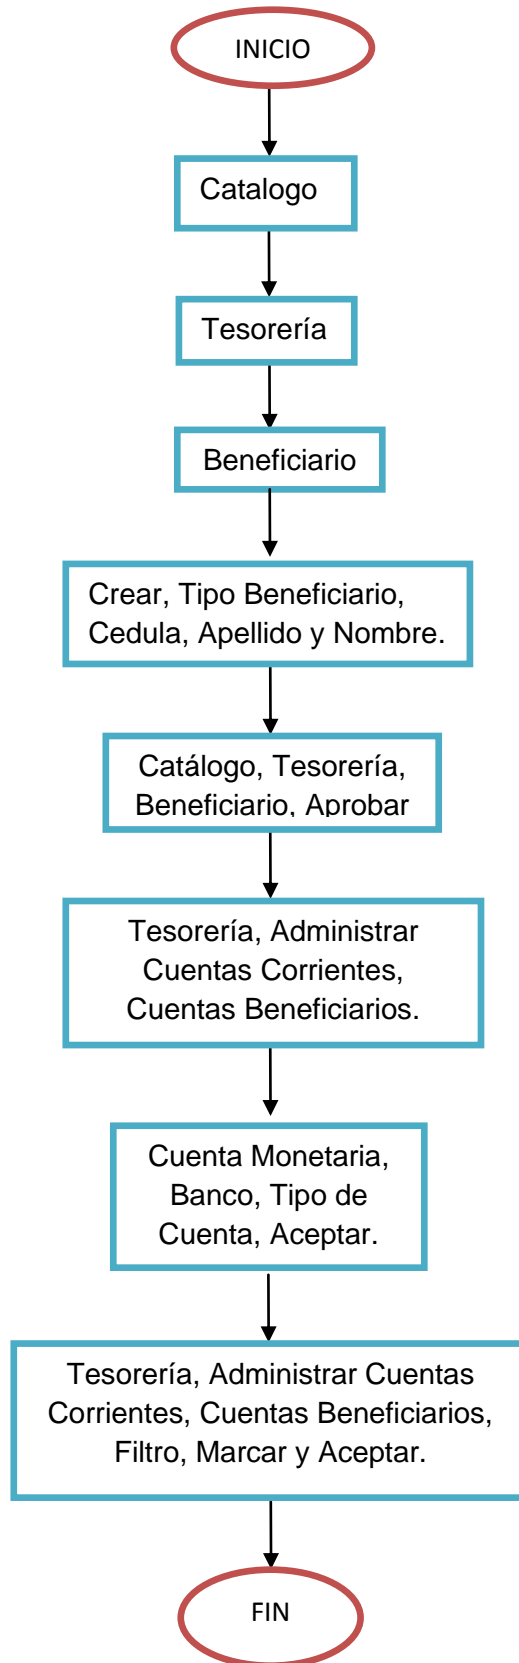 INICIO
Catalogo
Tesorería
Beneficiario
Crear, Tipo Beneficiario,
Cedula, Apellido y Nombre.
Catálogo, Tesorería,
Beneficiario, Aprobar
Tesorería, Administrar
Cuentas Corrientes,
Cuentas Beneficiarios.
Cuenta Monetaria,
Banco, Tipo de
Cuenta, Aceptar.
Tesorería, Administrar Cuentas
Corrientes, Cuentas Beneficiarios,
Filtro, Marcar y Aceptar.
FIN